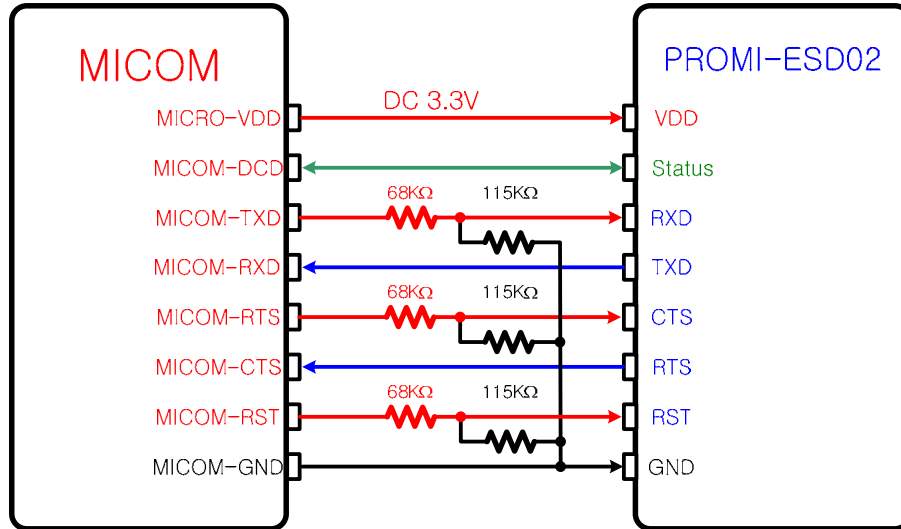 MICOM
PROMI-ESD02
MICRO-VDD
DC 3.3V
VDD
MICOM-DCD
Status
MICOM-TXD
68KΩ
115KΩ
RXD
MICOM-RXD
TXD
MICOM-RTS
68KΩ
115KΩ
CTS
MICOM-CTS
RTS
MICOM-RST
68KΩ
115KΩ
RST
MICOM-GND
GND